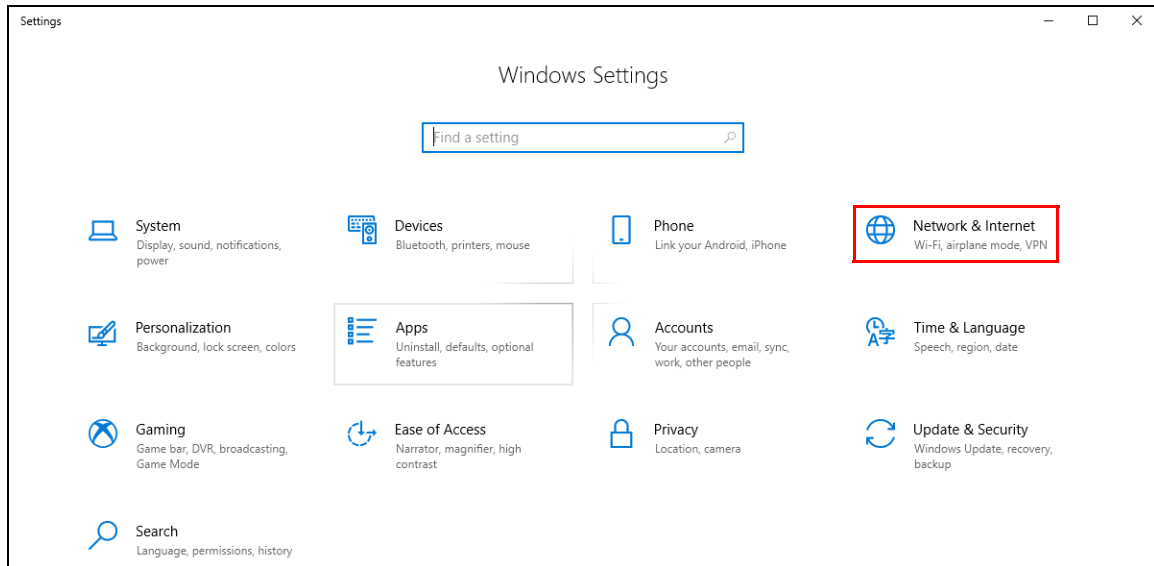 Settings
Windows Settings
Find a setting
System
Display, sound, notifications,
power
Devices
Bluetooth, printers, mouse
Phone
Link your Android, iPhone
Network & Internet
Wi-Fi, airplane mode, VPN
Personalization
Background, lock screen, colors
Apps
Uninstall, defaults, optional
features
Accounts
Your accounts, email, sync,
work, other people
Time & Language
Speech, region, date
Gaming
Game bar, DVR, broadcasting,
Game Mode
Ease of Access
Narrator, magnifier, high
contrast
Privacy
Location, camera
Update & Security
Windows Update, recovery,
backup
Search
Language, permissions, history